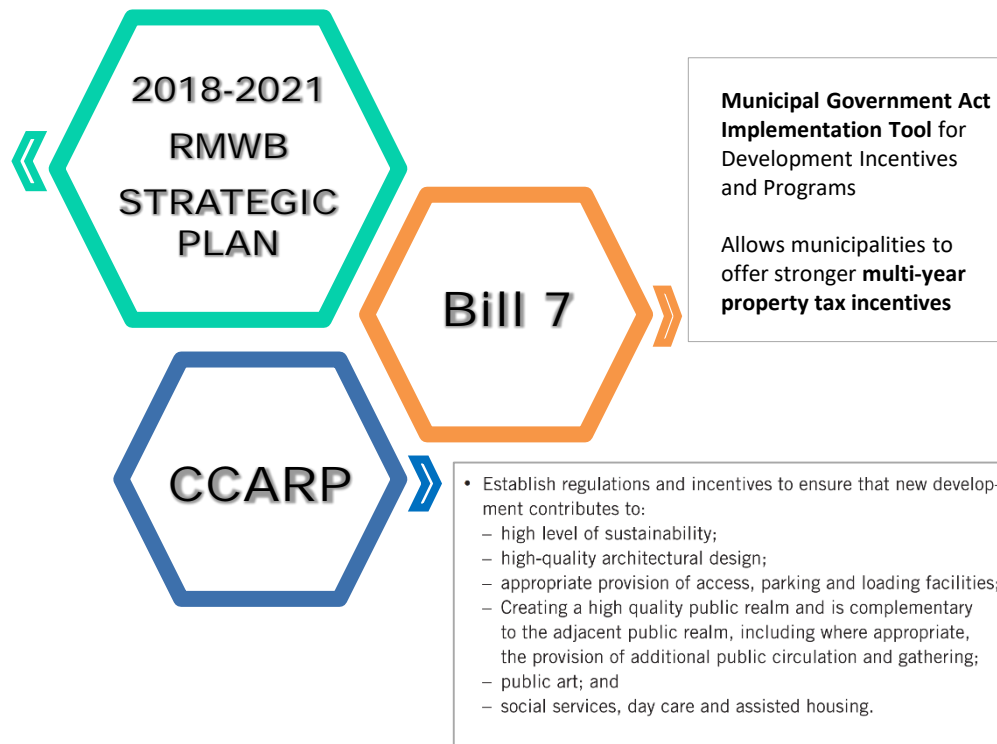 2018-2021
RMWB
STRATEGIC
PLAN
Municipal Government Act
Implementation Tool for
Development Incentives
and Programs
Allows municipalities to
offer stronger multi-year
property tax incentives
Bill 7
CCARP
• Establish regulations and incentives to ensure that new develop-
ment contributes to:
– high level of sustainability;
– high-quality architectural design;
– appropriate provision of access, parking and loading facilities;
– Creating a high quality public realm and is complementary
to the adjacent public realm, including where appropriate,
the provision of additional public circulation and gathering;
– public art; and
– social services, day care and assisted housing.